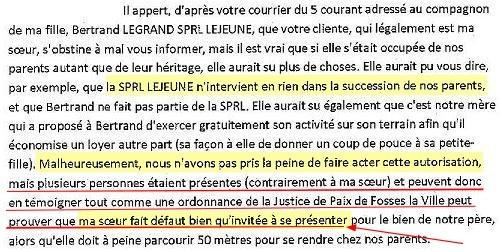 Il appert, d'après votre courrier du 5 courant adressé au compagnon
de ma fille, Bertrand LEGRAND SPRL LEJEUNE, que votre cliente, qui légalement est ma
sœur, s'obstine à mal vous informer, mais il est vrai que si elle s'était occupée de nos
parents autant que de leur héritage, elle aurait su plus de choses. Elle aurait pu vous dire,
par exemple, que la SPRL LEJEUNE n'intervient en rien dans la succession de nos parents,
et que Bertrand ne fait pas partie de la SPRL. Elle aurait su également que c'est notre mère
qui a proposé à Bertrand d'exercer gratuitement son activité sur son terrain afin qu'il
économise un loyer autre part (sa façon à elle de donner un coup de pouce à sa petite-
fille). Malheureusement, nous n'avons pas pris la peine de faire acter cette autorisation,
mais plusieurs personnes étaient présentes (contrairement à ma sœur) et peuvent donc
en témoigner tout comme une ordonnance de la Justice de Paix de Fosses la Ville peut
prouver que ma sœur fait défaut bien qu'invitée à se présenter pour le bien de notre père,
alors qu'elle doit à peine parcourir 50 mètres pour se rendre chez nos parents.